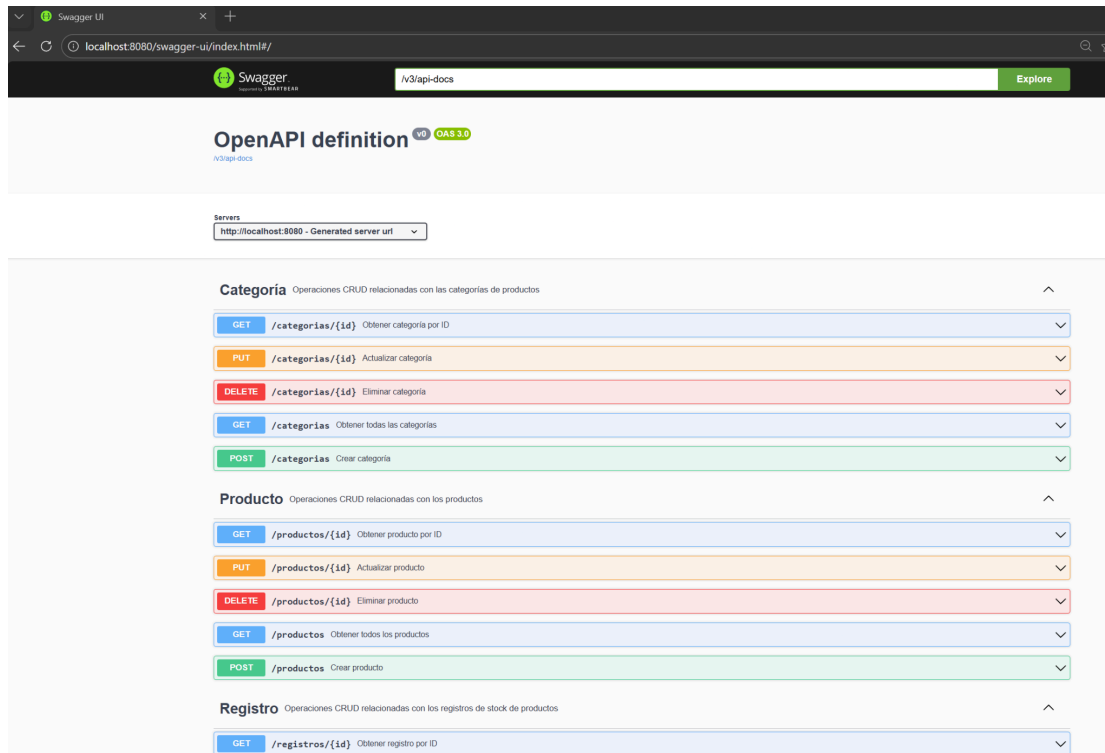 Swagger UI
localhost:8080/swagger-ui/index.html#/
Swagger. /v3/api-docs Explore
Supported by SMARTBEAR
OpenAPI definition v0 OAS 3.0
/v3/api-docs
Servers
http://localhost:8080 - Generated server url
Categoría Operaciones CRUD relacionadas con las categorías de productos
GET /categorias/{id} Obtener categoría por ID
PUT /categorias/{id} Actualizar categoría
DELETE /categorias/{id} Eliminar categoría
GET /categorias Obtener todas las categorías
POST /categorias Crear categoría
Producto Operaciones CRUD relacionadas con los productos
GET /productos/{id} Obtener producto por ID
PUT /productos/{id} Actualizar producto
DELETE /productos/{id} Eliminar producto
GET /productos Obtener todos los productos
POST /productos Crear producto
Registro Operaciones CRUD relacionadas con los registros de stock de productos
GET /registros/{id} Obtener registro por ID